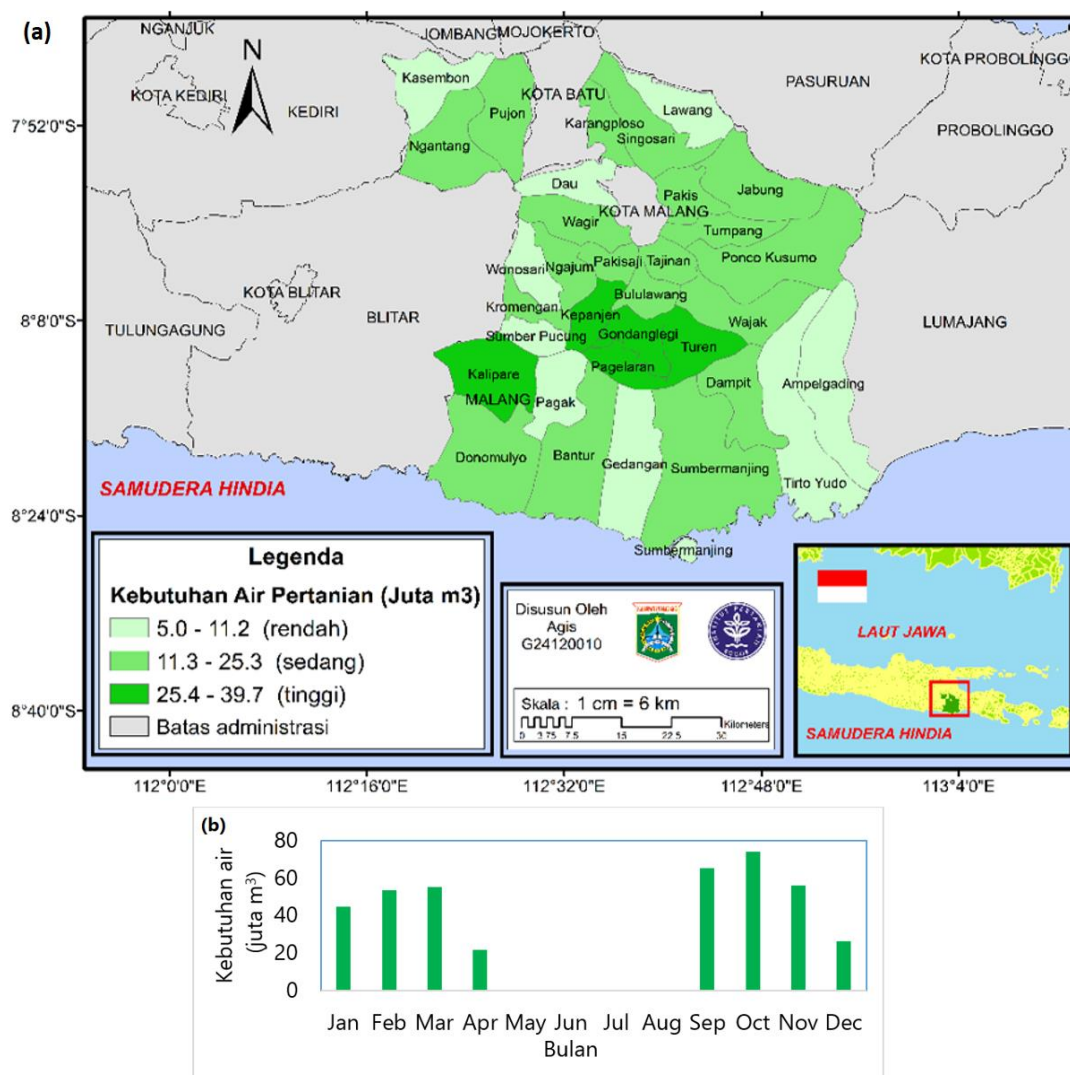 (a)
NGANJUK
JOMBANG
MOJOKERTO
N
KOTA KEDIRI
KEDIRI
Kasembon
Pujon
Ngantang
KOTA BATU
Karangploso
Singosari
Lawang
PASURUAN
KOTA PROBOLINGGO
PROBOLINGGO
Dau
KOTA MALANG
Pakis
Jabung
Wagir
Tumpang
Wonosari
Ngajum
Pakisaji
Tajinan
Ponco Kusumo
KOTA BLITAR
Kromengan
Bululawang
TULUNGAGUNG
BLITAR
Kepanjen
Wajak
LUMAJANG
Sumber Pucung
Gondanglegi
Turen
Kalipare
Pagelaran
Dampit
Ampelgading
MALANG
Pagak
Donomulyo
Bantur
Gedangan
Sumbermanjing
Tirto Yudo
SAMUDERA HINDIA
Sumbermanjing
7°52'0"S
8°8'0"S
8°24'0"S
8°40'0"S
Legenda
Kebutuhan Air Pertanian (Juta m3)
5.0 - 11.2 (rendah)
11.3 - 25.3 (sedang)
25.4 - 39.7 (tinggi)
Batas administrasi
Disusun Oleh
Agis
G24120010
INSTITUT PERTANIAN
BOGOR
Skala : 1 cm = 6 km
0 3.75 7.5 15 22.5 30
Kilometers
LAUT JAWA
SAMUDERA HINDIA
112°0'0"E 112°16'0"E 112°32'0"E 112°48'0"E 113°4'0"E
(b)
Kebutuhan air
(juta m³)
80
60
40
20
0
Jan Feb Mar Apr May Jun Jul Aug Sep Oct Nov Dec
Bulan